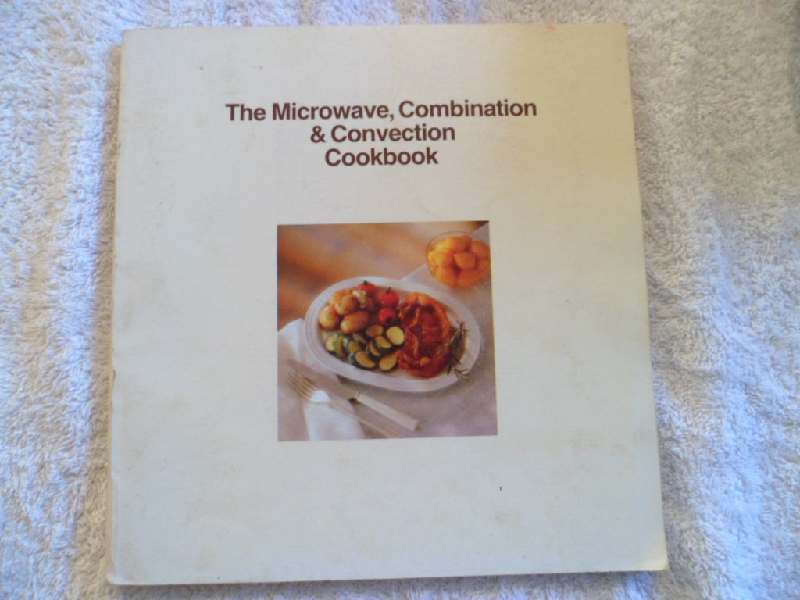 The Microwave, Combination
& Convection
Cookbook